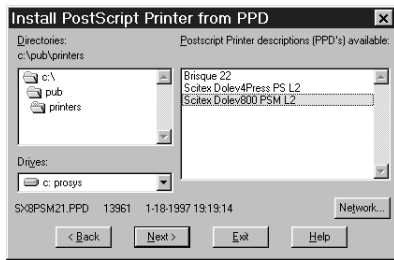 Install PostScript Printer from PPD
Directories:
c:\pub\printers
c:\
pub
printers
Postscript Printer descriptions (PPD's) available:
Brisque 22
Scitex Dolev4Press PS L2
Scitex Dolev800 PSM L2
Drives:
c: prosys
SX8PSM21.PPD 13961 1-18-1997 19:19:14
Network...
< Back
Next >
Exit
Help